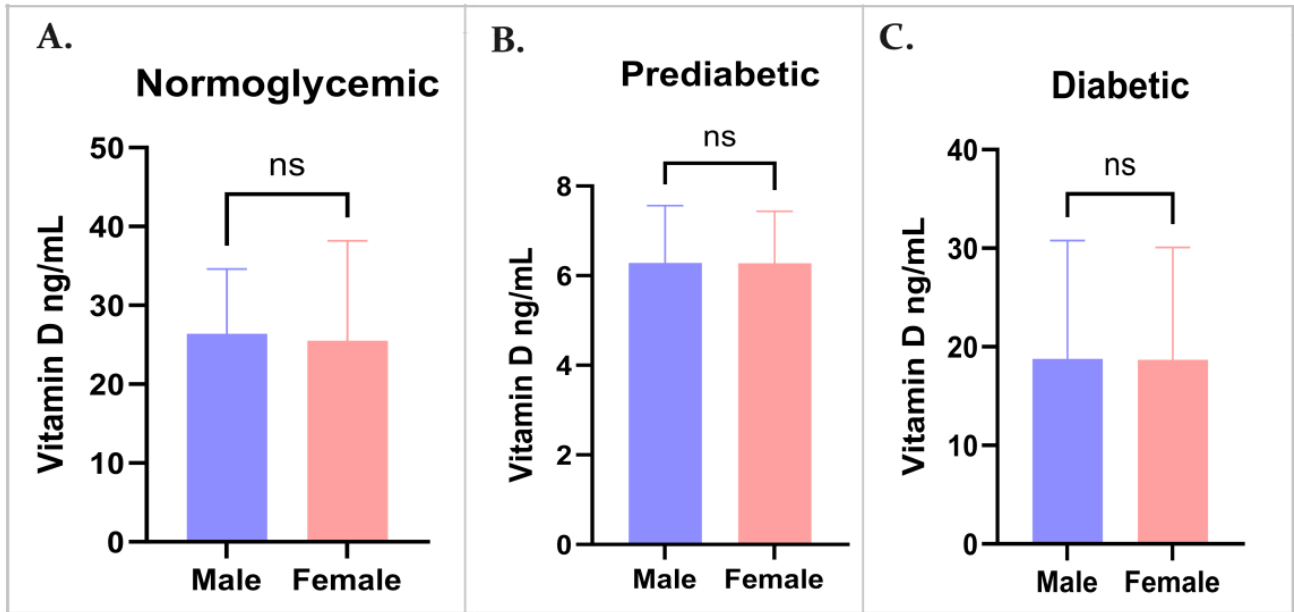 A.
Normoglycemic
ns
50
40
30
20
10
0
Vitamin D ng/mL
Male Female
B.
Prediabetic
ns
8
6
4
2
0
Vitamin D ng/mL
Male Female
C.
Diabetic
ns
40
30
20
10
0
Vitamin D ng/mL
Male Female